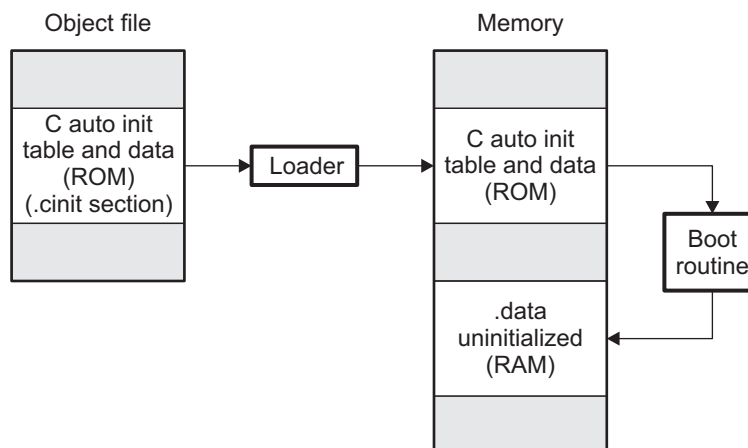 Object file
Memory
C auto init
table and data
(ROM)
(.cinit section)
Loader
C auto init
table and data
(ROM)
Boot
routine
.data
uninitialized
(RAM)